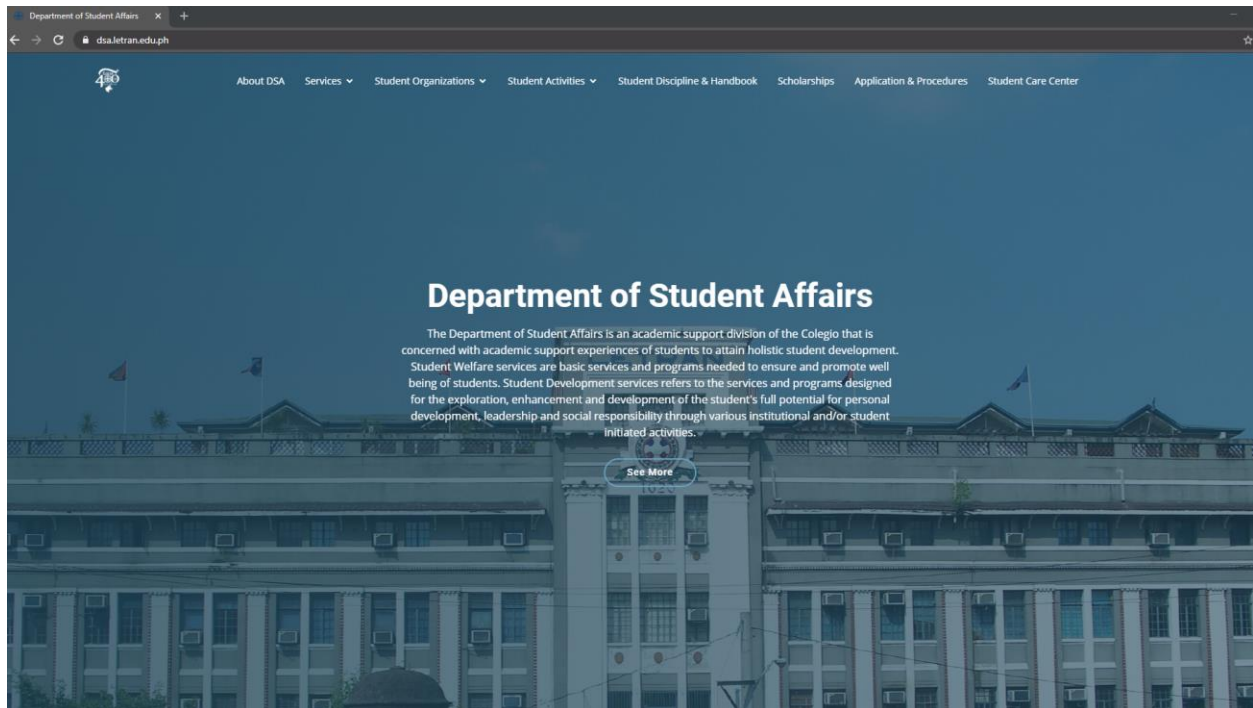 Department of Student Affairs
dsa.letran.edu.ph
400
About DSA Services Student Organizations Student Activities Student Discipline & Handbook Scholarships Application & Procedures Student Care Center
Department of Student Affairs
The Department of Student Affairs is an academic support division of the Colegio that is
concerned with academic support experiences of students to attain holistic student development.
Student Welfare services are basic services and programs needed to ensure and promote well
being of students. Student Development services refers to the services and programs designed
for the exploration, enhancement and development of the student's full potential for personal
development, leadership and social responsibility through various institutional and/or student
initiated activities.
LETRAN
See More
1620